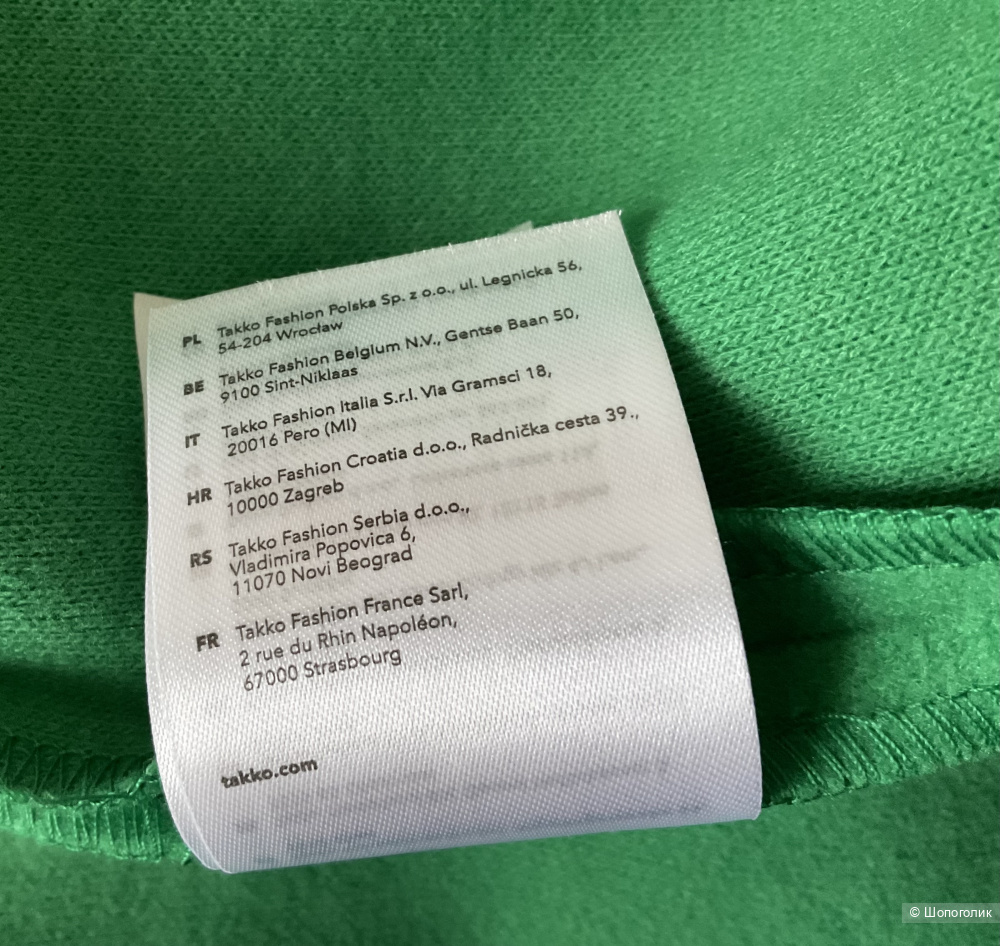 PL Takko Fashion Polska Sp. z o.o., ul. Legnicka 56,
54-204 Wrocław
BE Takko Fashion Belgium N.V., Gentse Baan 50,
9100 Sint-Niklaas
IT Takko Fashion Italia S.r.l. Via Gramsci 18,
20016 Pero (MI)
HR Takko Fashion Croatia d.o.o., Radnička cesta 39.,
10000 Zagreb
RS Takko Fashion Serbia d.o.o.,
Vladimira Popovica 6,
11070 Novi Beograd
FR Takko Fashion France Sarl,
2 rue du Rhin Napoléon,
67000 Strasbourg
takko.com
© Шопоголик